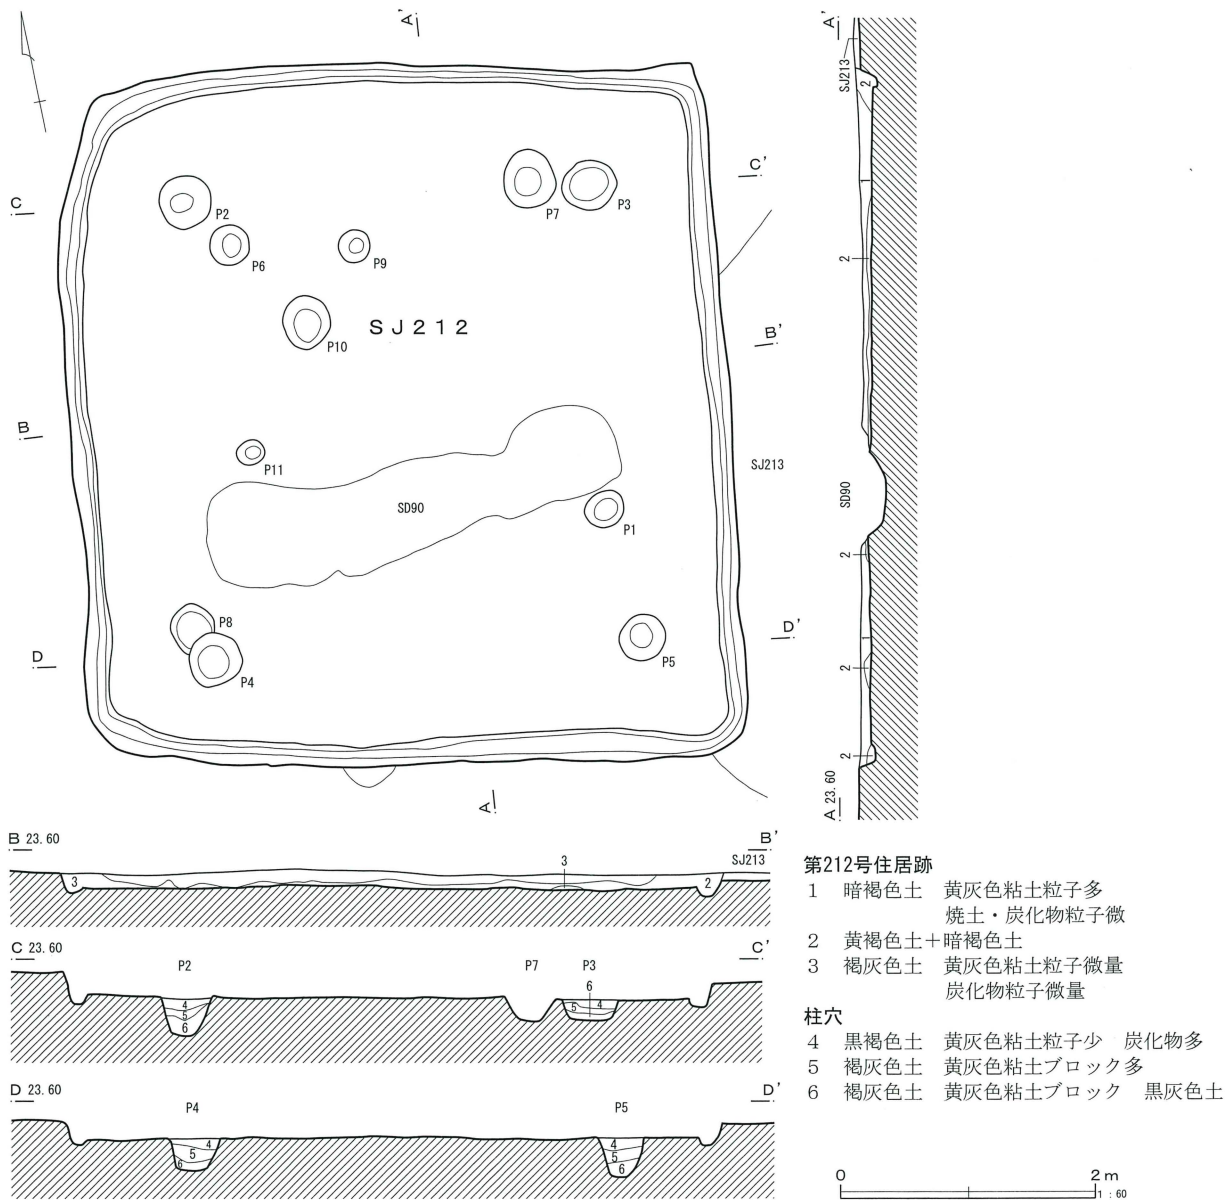 A'
C
P2
P6
P9
P7
P3
C'
SJ212
P10
B'
B
P11
SD90
SJ213
P1
P8
P4
P5
D
D'
A
A'
SJ213
2
1
2
SD90
2
1
2
2
A 23.60
B 23.60
B'
3
3
2
SJ213
C 23.60
C'
P2
P7
P3
6
4
5
6
5
4
D 23.60
D'
P4
P5
4
5
6
4
5
6
第212号住居跡
1 暗褐色土 黄灰色粘土粒子多
焼土・炭化物粒子微
2 黄褐色土+暗褐色土
3 褐灰色土 黄灰色粘土粒子微量
炭化物粒子微量
柱穴
4 黒褐色土 黄灰色粘土粒子少 炭化物多
5 褐灰色土 黄灰色粘土ブロック多
6 褐灰色土 黄灰色粘土ブロック 黒灰色土
0 2m
1:60